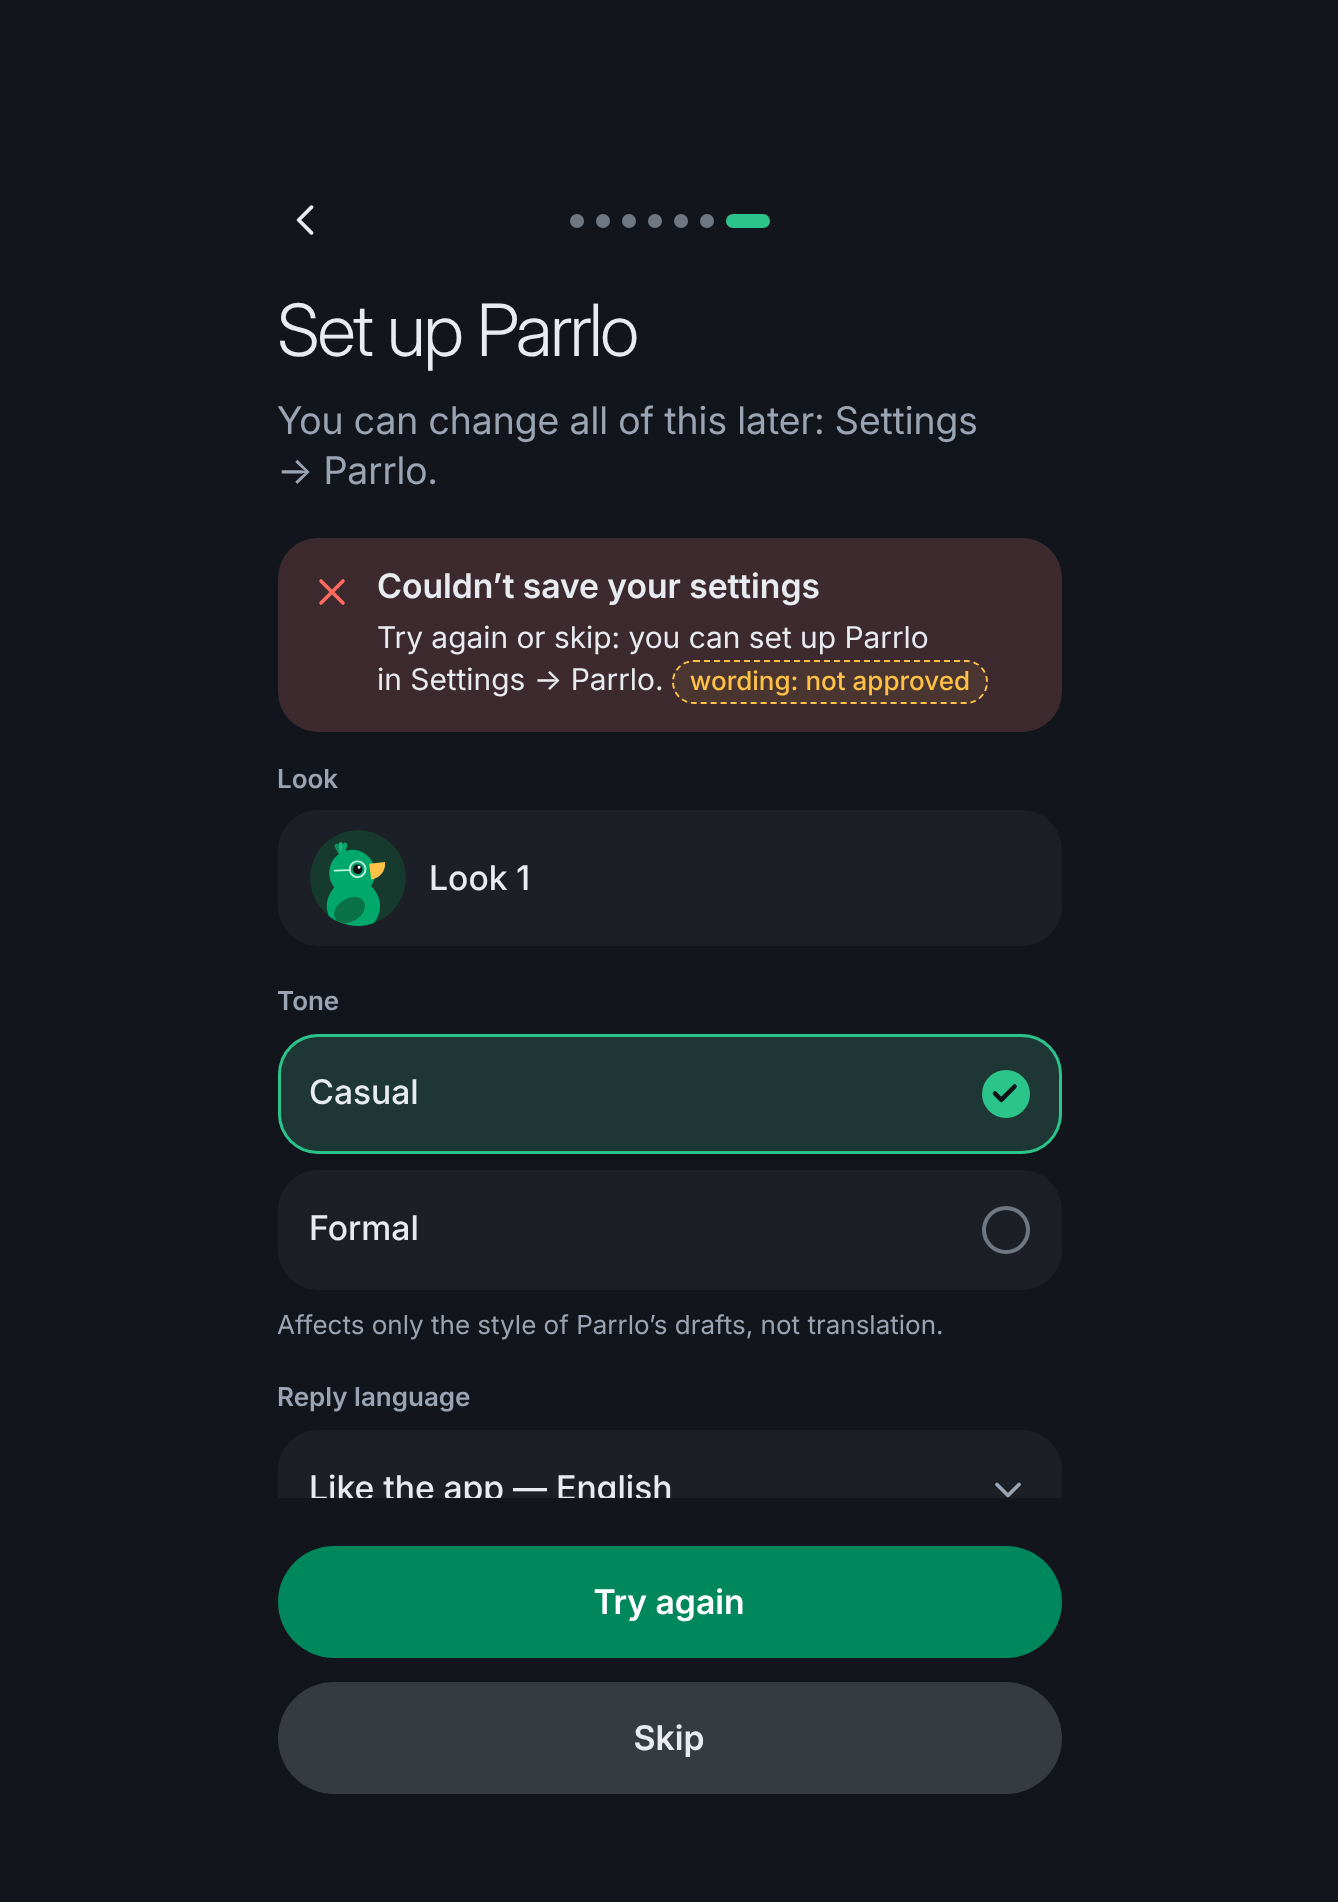 Set up Parrlo
You can change all of this later: Settings
→ Parrlo.
Couldn’t save your settings
Try again or skip: you can set up Parrlo
in Settings → Parrlo. wording: not approved
Look
Look 1
Tone
Casual
Formal
Affects only the style of Parrlo’s drafts, not translation.
Reply language
Like the app — English
Try again
Skip